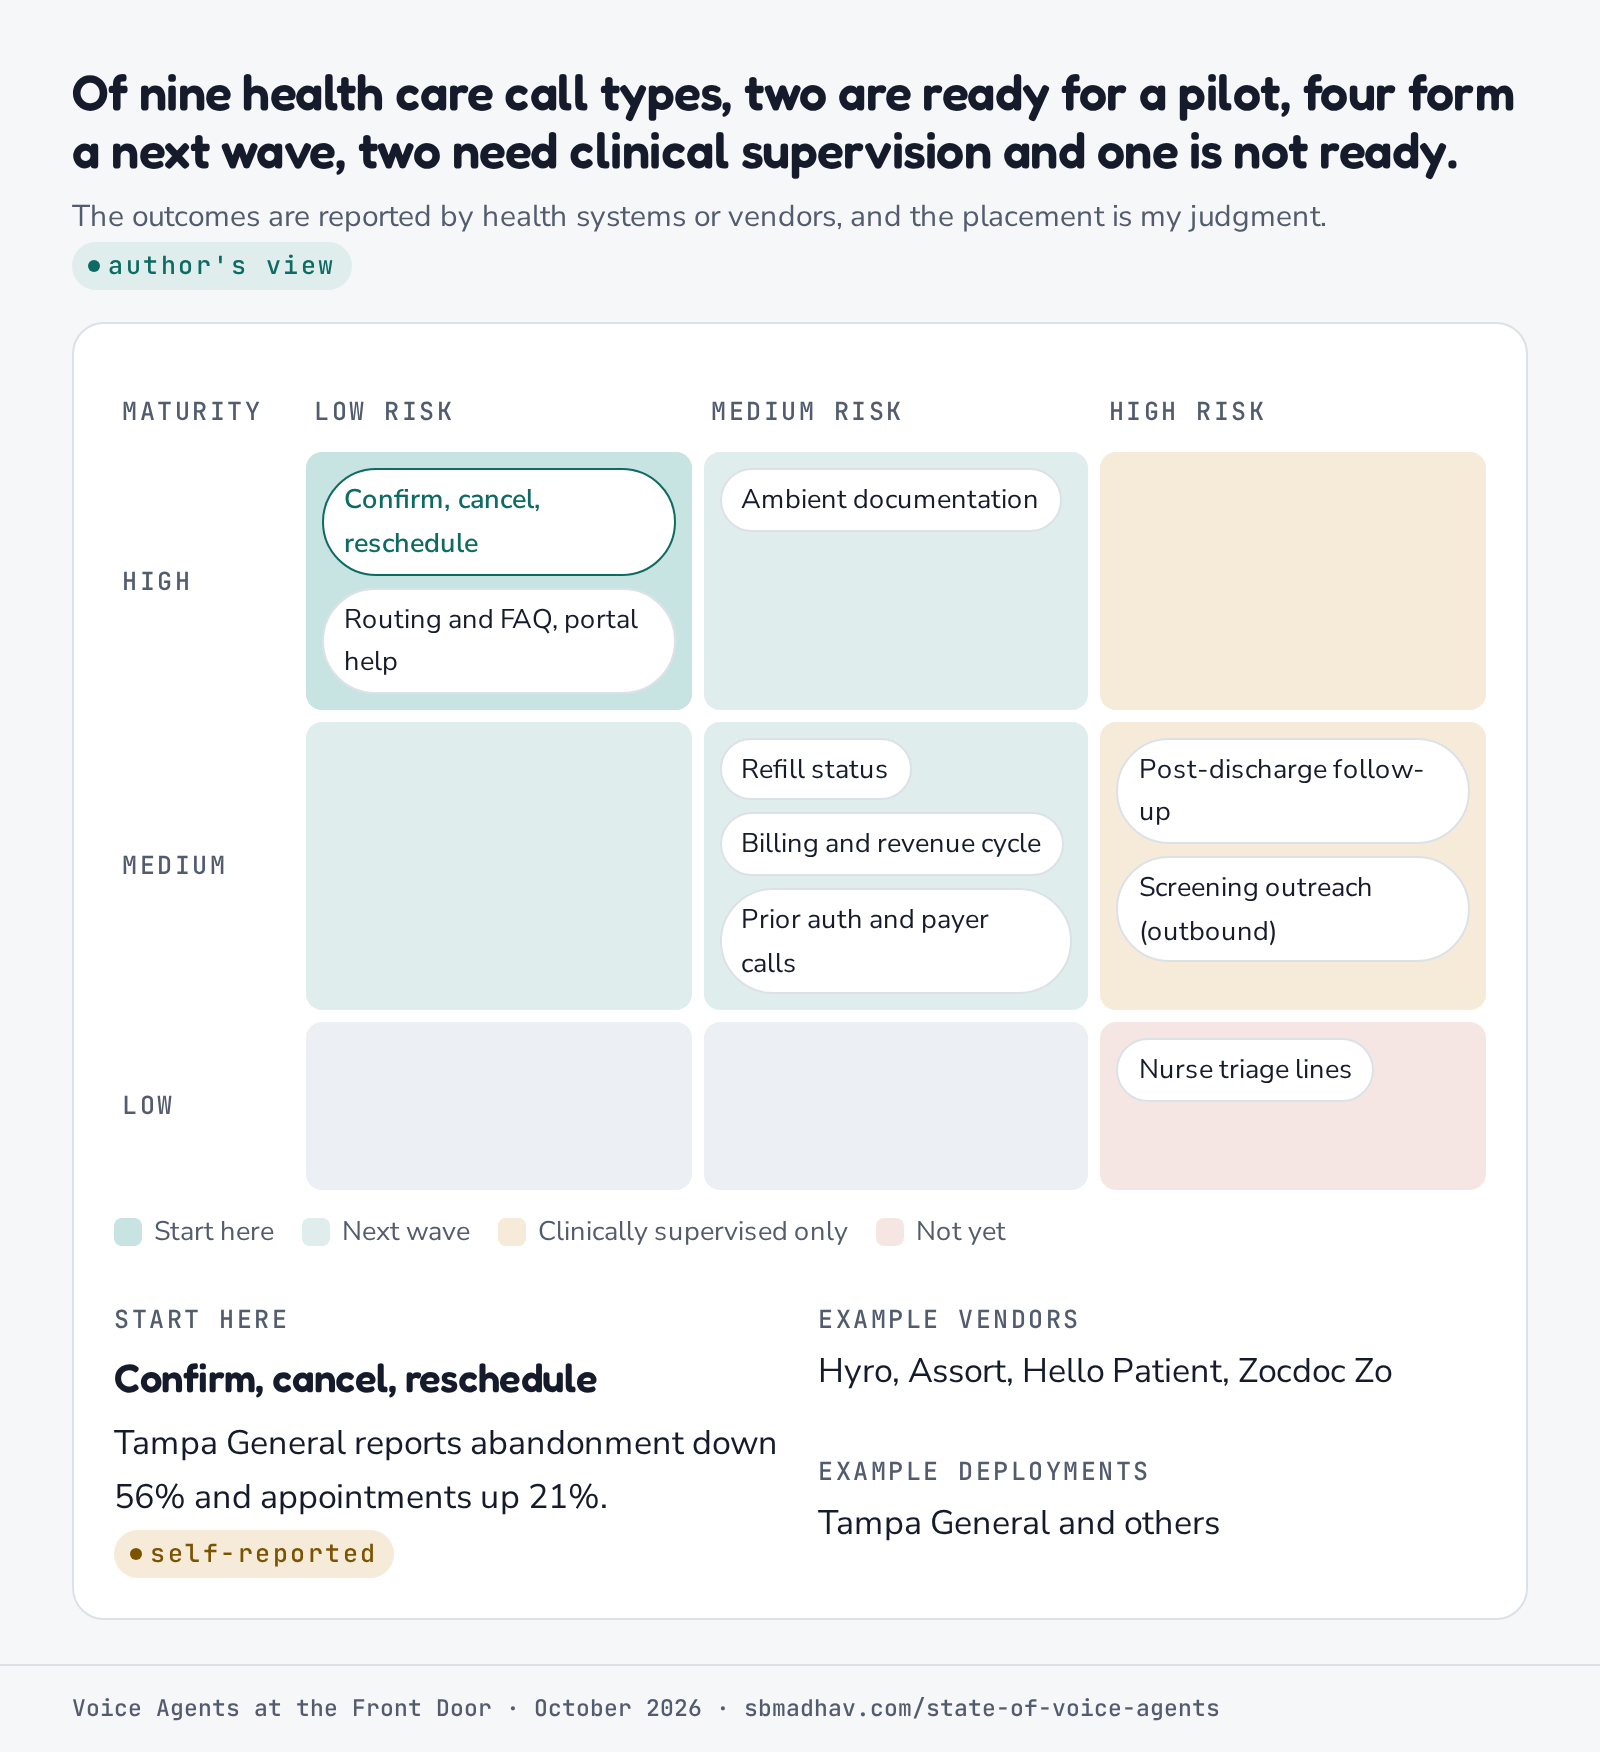 Of nine health care call types, two are ready for a pilot, four form
a next wave, two need clinical supervision and one is not ready.
The outcomes are reported by health systems or vendors, and the placement is my judgment.
author's view
MATURITY LOW RISK MEDIUM RISK HIGH RISK
HIGH
Confirm, cancel,
reschedule
Routing and FAQ, portal
help
Ambient documentation
MEDIUM
Refill status
Billing and revenue cycle
Prior auth and payer
calls
Post-discharge follow-
up
Screening outreach
(outbound)
LOW
Nurse triage lines
Start here Next wave Clinically supervised only Not yet
START HERE
Confirm, cancel, reschedule
Tampa General reports abandonment down
56% and appointments up 21%.
self-reported
EXAMPLE VENDORS
Hyro, Assort, Hello Patient, Zocdoc Zo
EXAMPLE DEPLOYMENTS
Tampa General and others
Voice Agents at the Front Door · October 2026 · sbmadhav.com/state-of-voice-agents